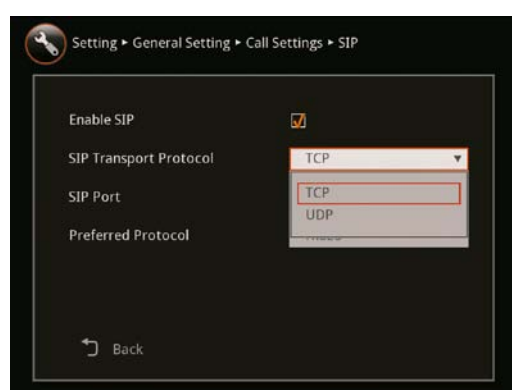 Setting ▸ General Setting ▸ Call Settings ▸ SIP
Enable SIP
SIP Transport Protocol TCP
SIP Port TCP
UDP
Preferred Protocol
Back